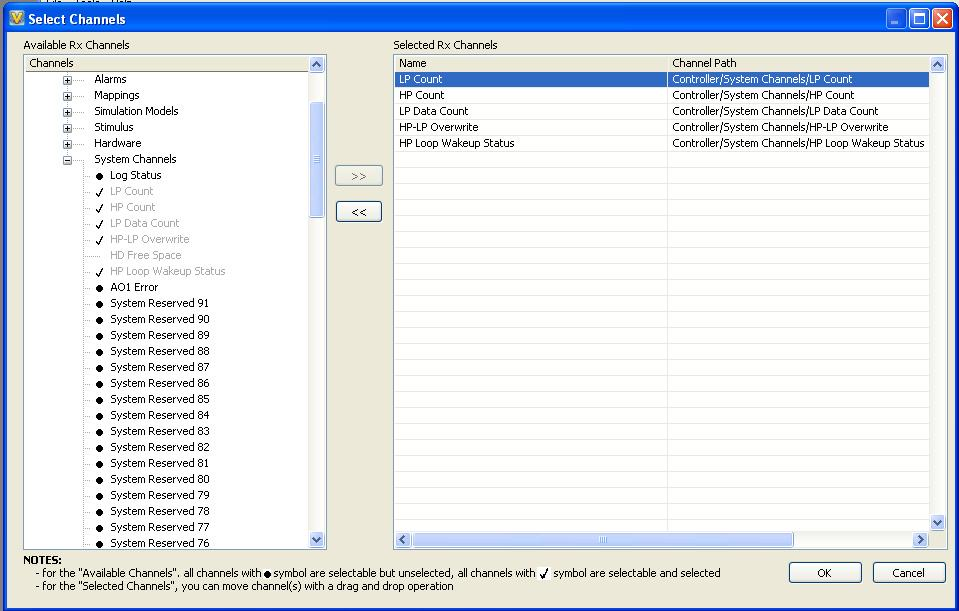 Select Channels
Available Rx Channels
Channels
Alarms
Mappings
Simulation Models
Stimulus
Hardware
System Channels
Log Status
LP Count
HP Count
LP Data Count
HP-LP Overwrite
HD Free Space
HP Loop Wakeup Status
AO1 Error
System Reserved 91
System Reserved 90
System Reserved 89
System Reserved 88
System Reserved 87
System Reserved 86
System Reserved 85
System Reserved 84
System Reserved 83
System Reserved 82
System Reserved 81
System Reserved 80
System Reserved 79
System Reserved 78
System Reserved 77
System Reserved 76
>>
<<
Selected Rx Channels
Name Channel Path
LP Count Controller/System Channels/LP Count
HP Count Controller/System Channels/HP Count
LP Data Count Controller/System Channels/LP Data Count
HP-LP Overwrite Controller/System Channels/HP-LP Overwrite
HP Loop Wakeup Status Controller/System Channels/HP Loop Wakeup Status
NOTES:
- for the "Available Channels". all channels with ● symbol are selectable but unselected, all channels with ✓ symbol are selectable and selected
- for the "Selected Channels", you can move channel(s) with a drag and drop operation
OK
Cancel